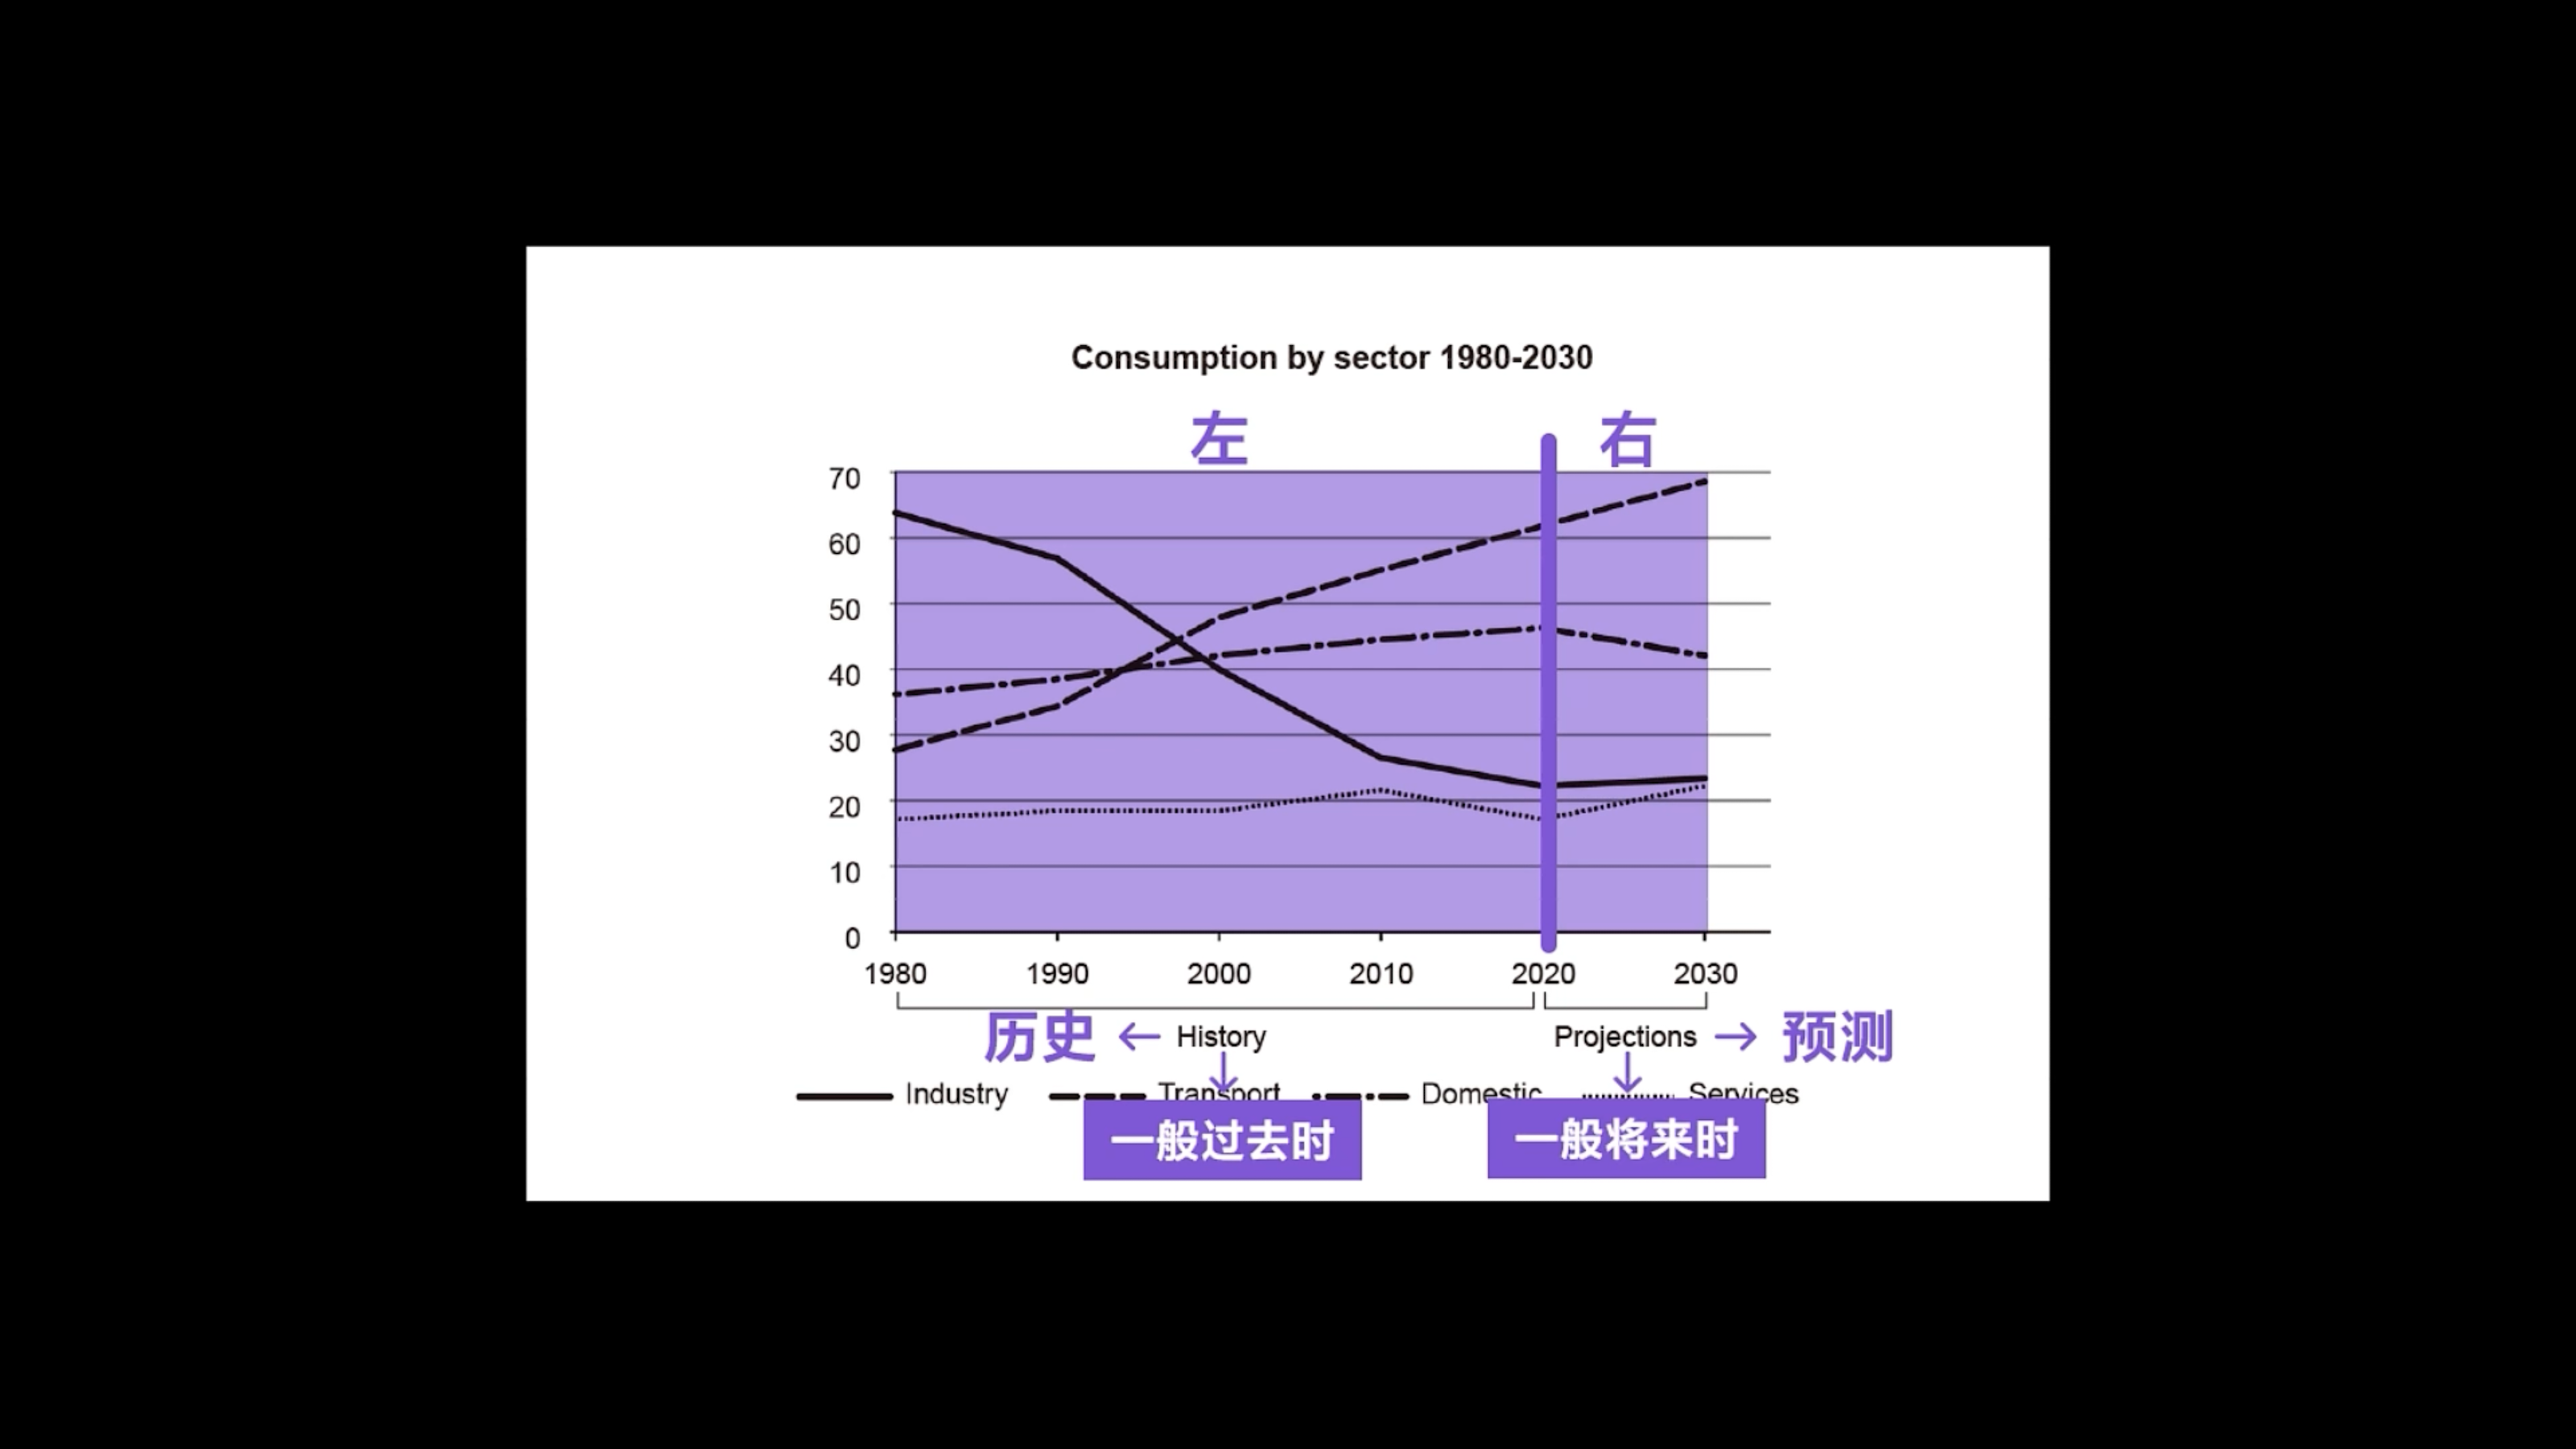 Consumption by sector 1980-2030
左 右
70
60
50
40
30
20
10
0
1980 1990 2000 2010 2020 2030
历史 ← History Projections → 预测
Industry Transport Domestic Services
一般过去时 一般将来时